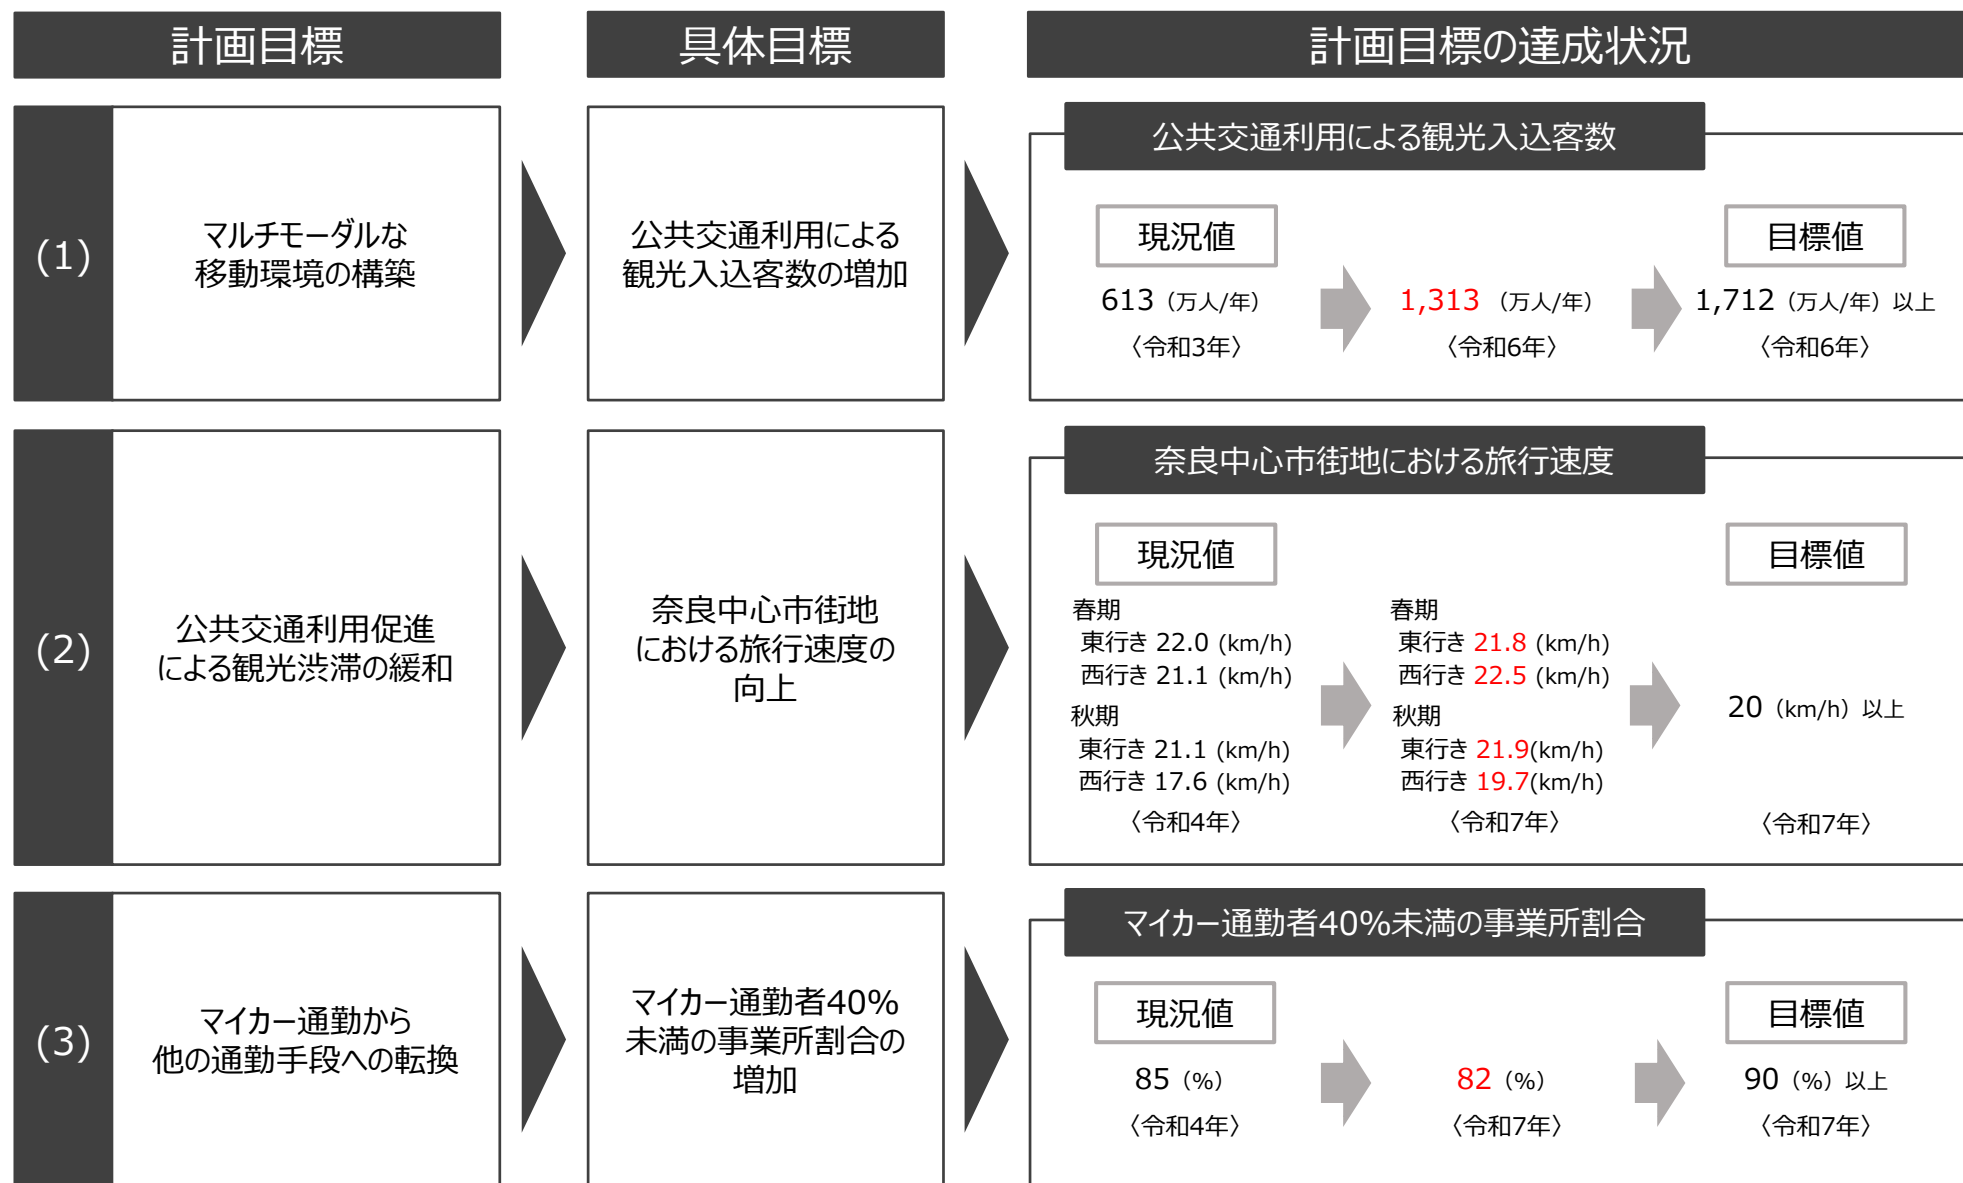 計画目標
具体目標
計画目標の達成状況
(1)
マルチモーダルな
移動環境の構築
公共交通利用による
観光入込客数の増加
公共交通利用による観光入込客数
現況値
目標値
613（万人/年）
1,313（万人/年）
1,712（万人/年）以上
〈令和3年〉
〈令和6年〉
〈令和6年〉
(2)
公共交通利用促進
による観光渋滞の緩和
奈良中心市街地
における旅行速度の
向上
奈良中心市街地における旅行速度
現況値
目標値
春期
東行き 22.0 (km/h)
西行き 21.1 (km/h)
秋期
東行き 21.1 (km/h)
西行き 17.6 (km/h)
〈令和4年〉
春期
東行き 21.8 (km/h)
西行き 22.5 (km/h)
秋期
東行き 21.9(km/h)
西行き 19.7(km/h)
〈令和7年〉
20（km/h）以上
〈令和7年〉
(3)
マイカー通勤から
他の通勤手段への転換
マイカー通勤者40%
未満の事業所割合の
増加
マイカー通勤者40%未満の事業所割合
現況値
目標値
85（%）
82（%）
90（%）以上
〈令和4年〉
〈令和7年〉
〈令和7年〉